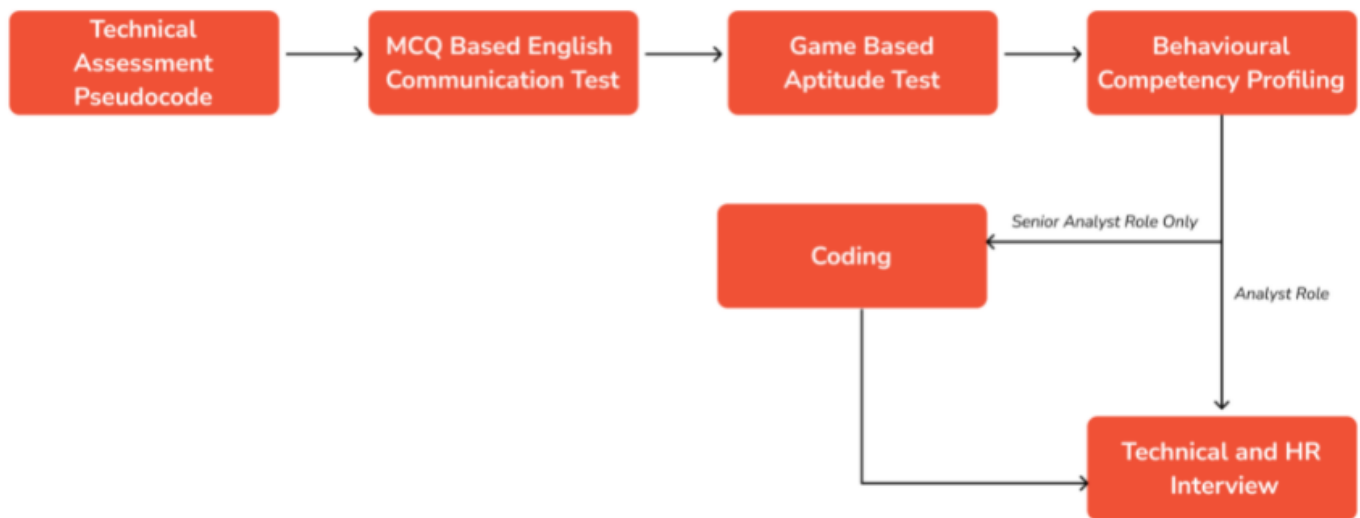 Technical
Assessment
Pseudocode
MCQ Based English
Communication Test
Game Based
Aptitude Test
Behavioural
Competency Profiling
Senior Analyst Role Only
Coding
Analyst Role
Technical and HR
Interview